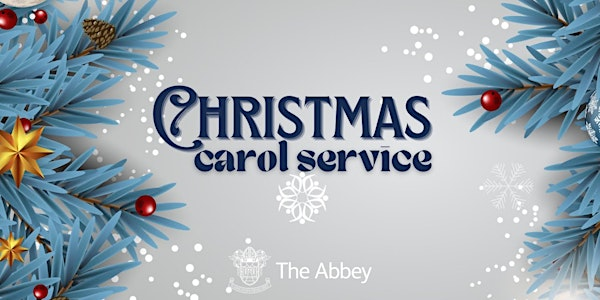 CHRISTMAS
carol service
The Abbey